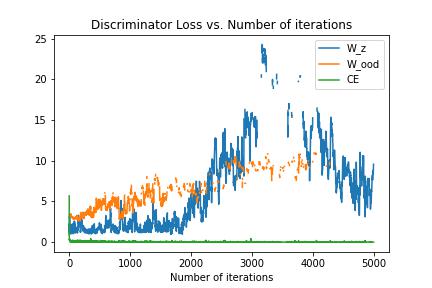 Discriminator Loss vs. Number of iterations
25
20
15
10
5
0
W_z
W_ood
CE
0 1000 2000 3000 4000 5000
Number of iterations